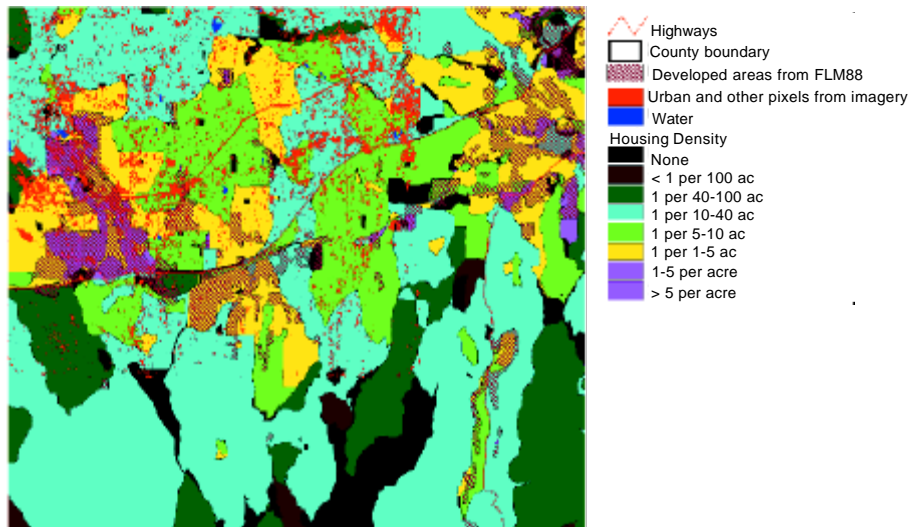 Highways
County boundary
Developed areas from FLM88
Urban and other pixels from imagery
Water
Housing Density
None
< 1 per 100 ac
1 per 40-100 ac
1 per 10-40 ac
1 per 5-10 ac
1 per 1-5 ac
1-5 per acre
> 5 per acre